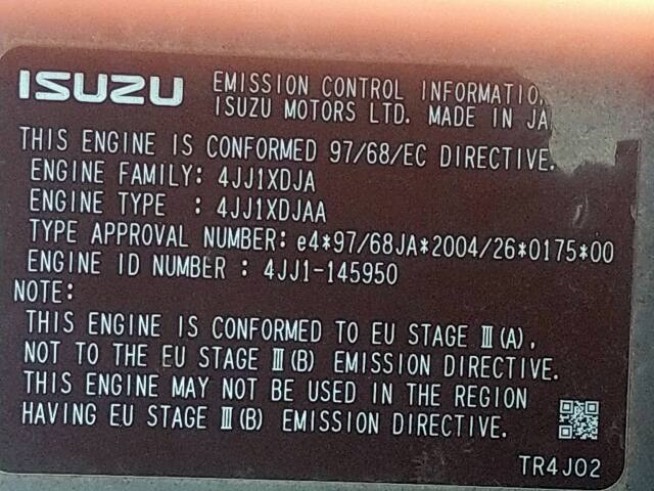 ISUZU
EMISSION CONTROL
ISUZU MOTORS LTD. MADE IN
THIS ENGINE IS CONFORMED 97/68/EC DIRECTIVE.
ENGINE FAMILY: 4JJ1XDJA
ENGINE TYPE : 4JJ1XDJAA
TYPE APPROVAL NUMBER: e4*97/68JA*2004/26*0175*00
ENGINE ID NUMBER : 4JJ1-145950
NOTE:
THIS ENGINE IS CONFORMED TO EU STAGE Ⅲ(A),
NOT TO THE EU STAGE Ⅲ(B) EMISSION DIRECTIVE.
THIS ENGINE MAY NOT BE USED IN THE REGION
HAVING EU STAGE Ⅲ(B) EMISSION DIRECTIVE.
TR4J02